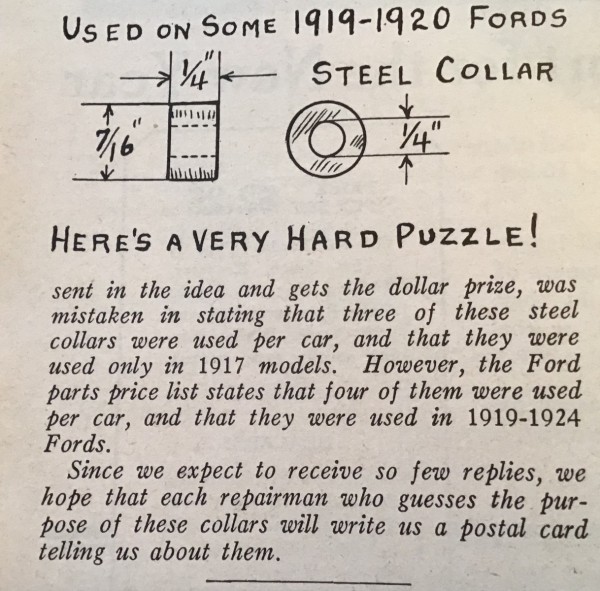 USED ON SOME 1919-1920 FORDS
1/4"
STEEL COLLAR
7/16"
1/4"
HERE'S A VERY HARD PUZZLE!
sent in the idea and gets the dollar prize, was
mistaken in stating that three of these steel
collars were used per car, and that they were
used only in 1917 models. However, the Ford
parts price list states that four of them were used
per car, and that they were used in 1919-1924
Fords.
Since we expect to receive so few replies, we
hope that each repairman who guesses the pur-
pose of these collars will write us a postal card
telling us about them.